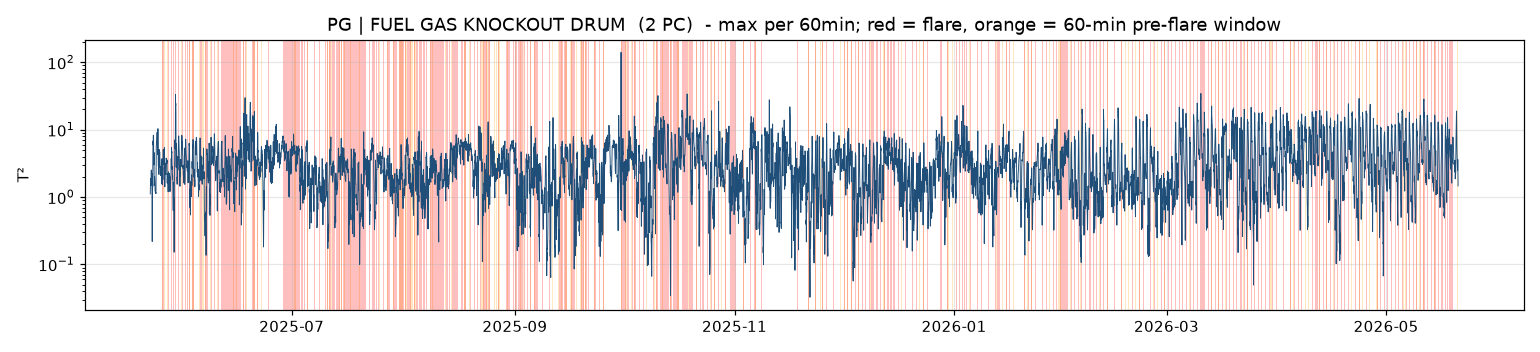 PG | FUEL GAS KNOCKOUT DRUM (2 PC) - max per 60min; red = flare, orange = 60-min pre-flare window
T²
10²
10¹
10⁰
10⁻¹
2025-07 2025-09 2025-11 2026-01 2026-03 2026-05